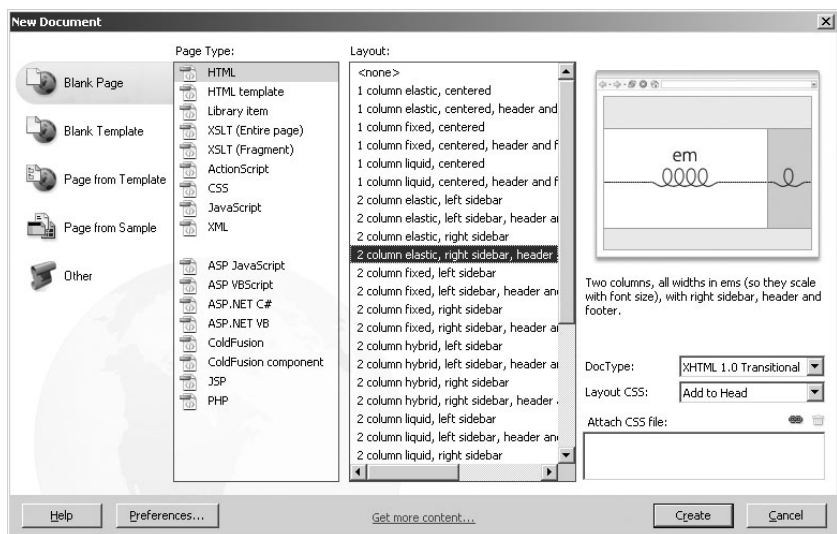 New Document
Blank Page
Blank Template
Page from Template
Page from Sample
Other
Page Type:
HTML
HTML template
Library item
XSLT (Entire page)
XSLT (Fragment)
ActionScript
CSS
JavaScript
XML
ASP JavaScript
ASP VBScript
ASP.NET C#
ASP.NET VB
ColdFusion
ColdFusion component
JSP
PHP
Layout:
<none>
1 column elastic, centered
1 column elastic, centered, header and
1 column fixed, centered
1 column fixed, centered, header and f
1 column liquid, centered
1 column liquid, centered, header and f
2 column elastic, left sidebar
2 column elastic, left sidebar, header an
2 column elastic, right sidebar
2 column elastic, right sidebar, header
2 column fixed, left sidebar
2 column fixed, left sidebar, header and
2 column fixed, right sidebar
2 column fixed, right sidebar, header an
2 column hybrid, left sidebar
2 column hybrid, left sidebar, header an
2 column hybrid, right sidebar
2 column hybrid, right sidebar, header
2 column liquid, left sidebar
2 column liquid, left sidebar, header and
2 column liquid, right sidebar
em
Two columns, all widths in ems (so they scale
with font size), with right sidebar, header and
footer.
DocType: XHTML 1.0 Transitional
Layout CSS: Add to Head
Attach CSS file:
Help Preferences... Get more content... Create Cancel